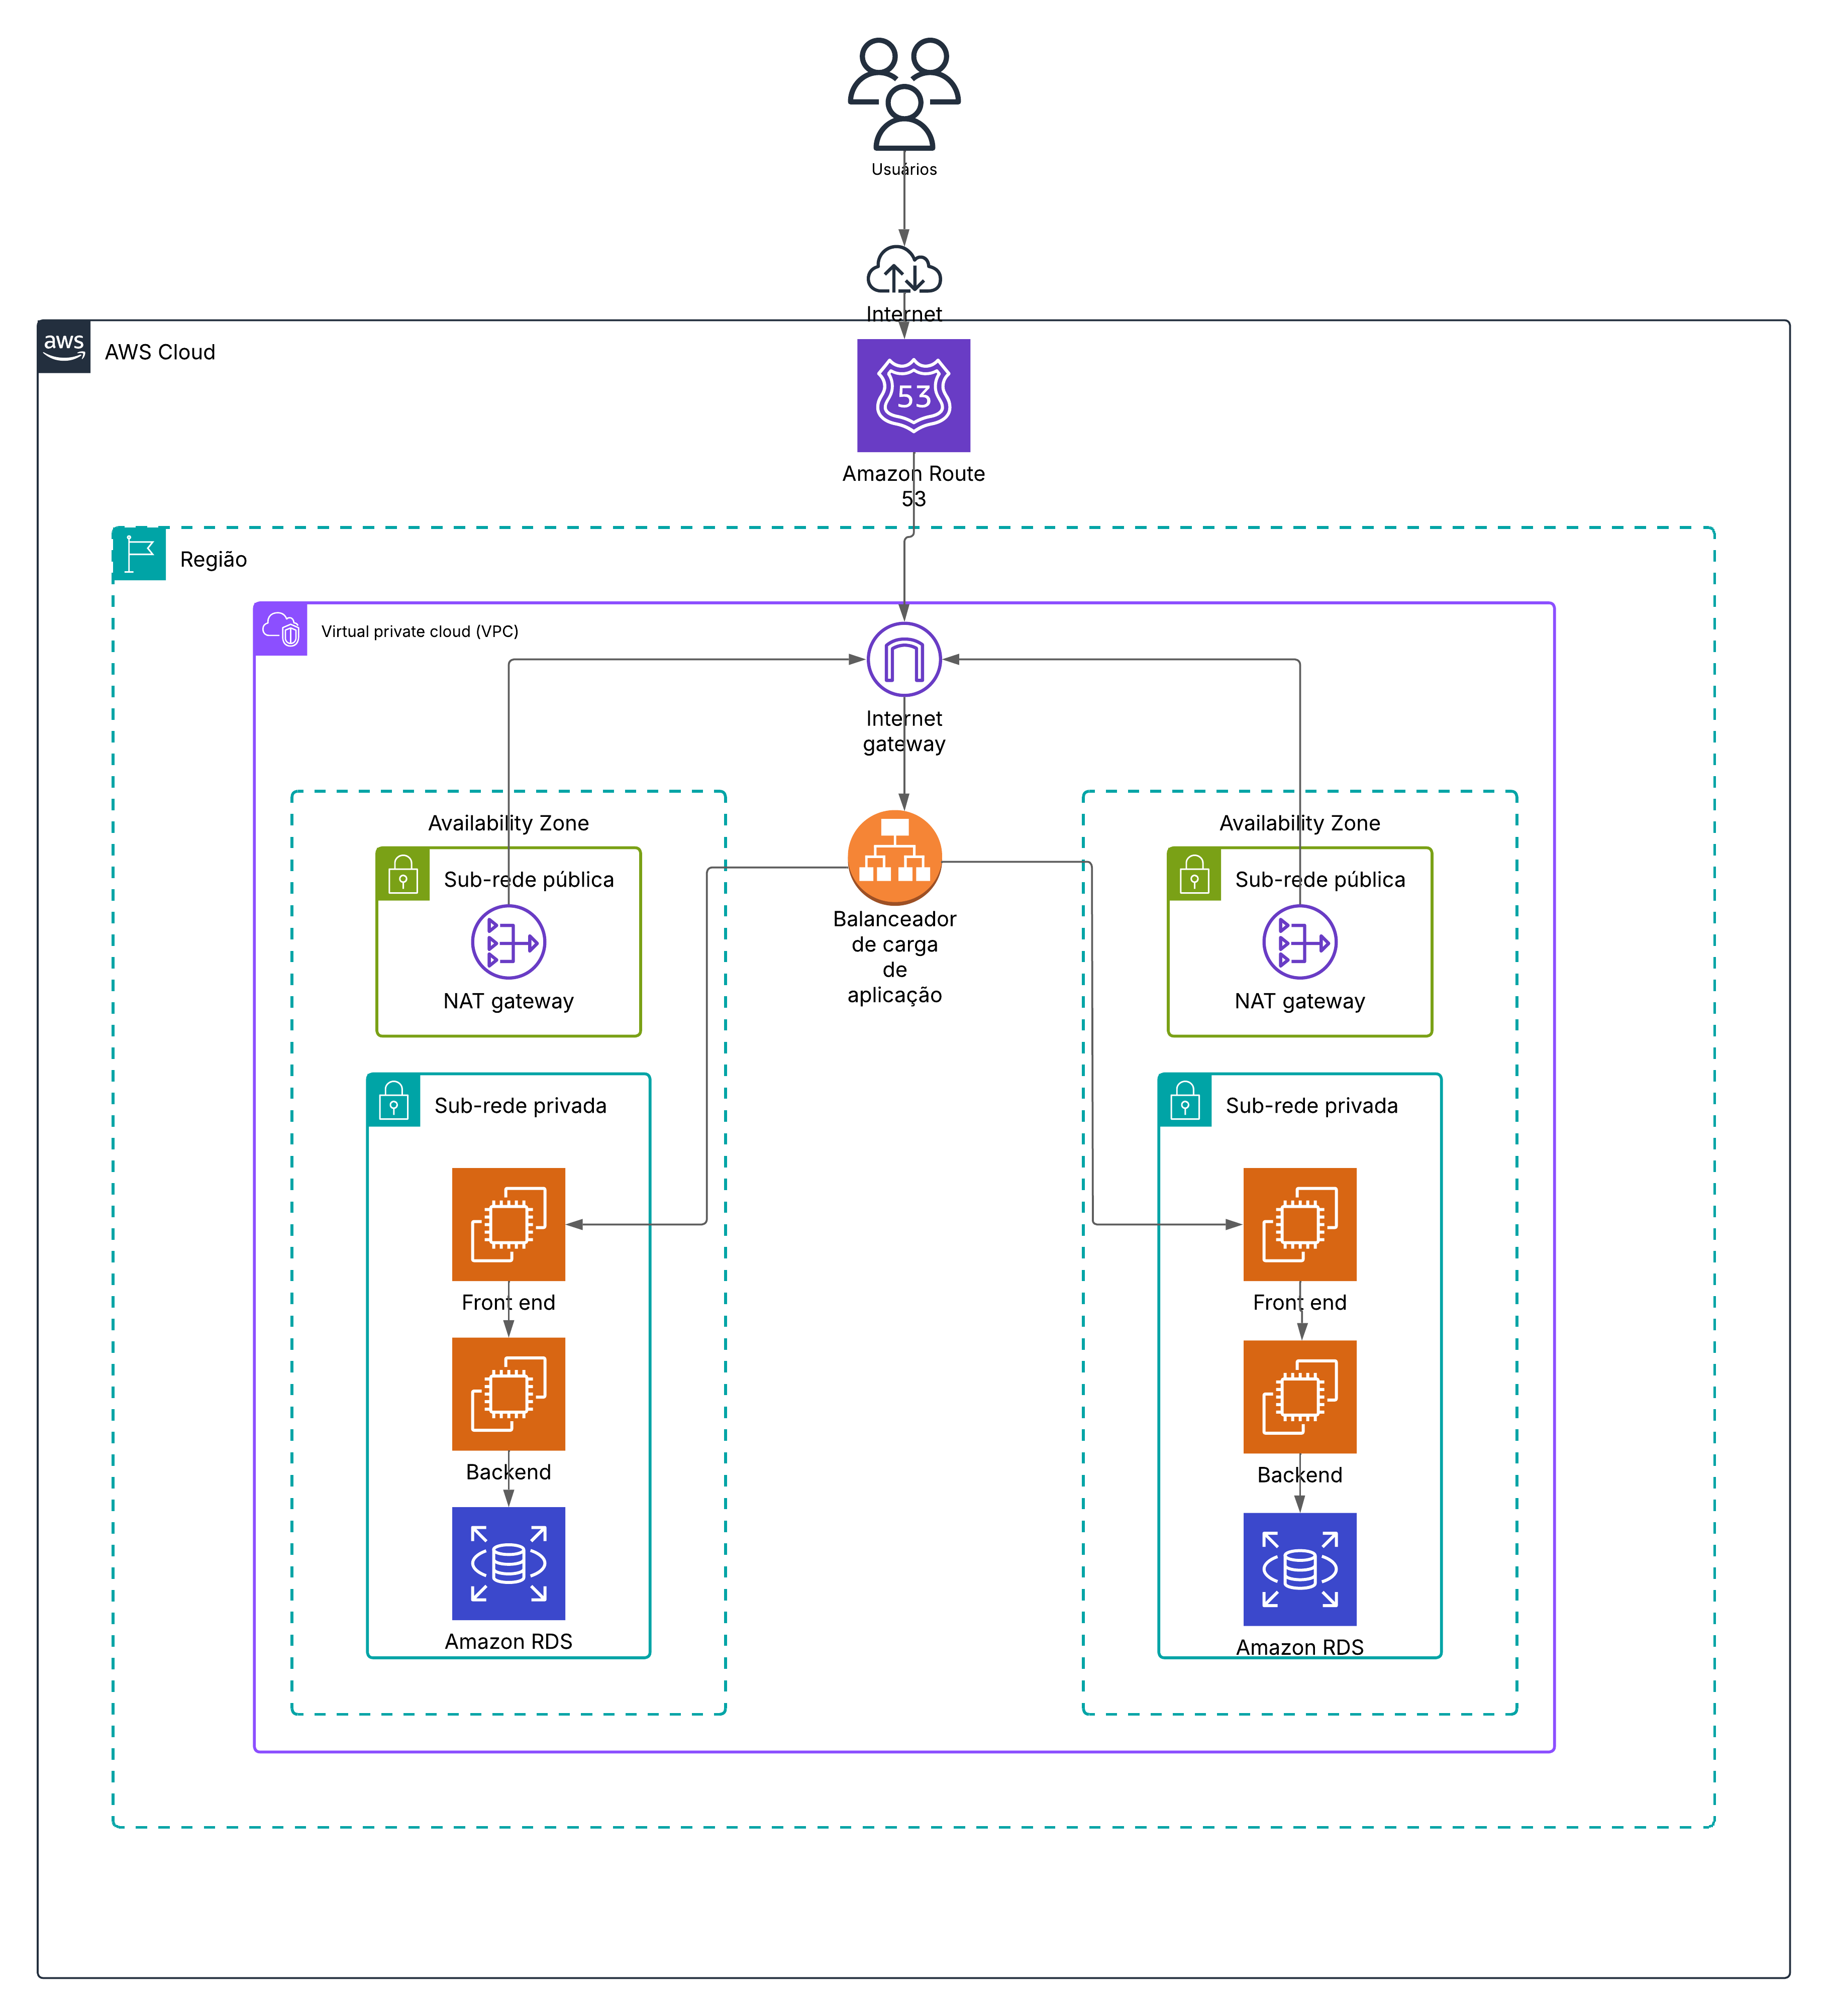 Usuários
Internet
aws
AWS Cloud
53
Amazon Route
53
Região
Virtual private cloud (VPC)
Internet
gateway
Availability Zone
Availability Zone
Sub-rede pública
Sub-rede pública
Balanceador
de carga
de
aplicação
NAT gateway
NAT gateway
Sub-rede privada
Sub-rede privada
Front end
Front end
Backend
Backend
Amazon RDS
Amazon RDS